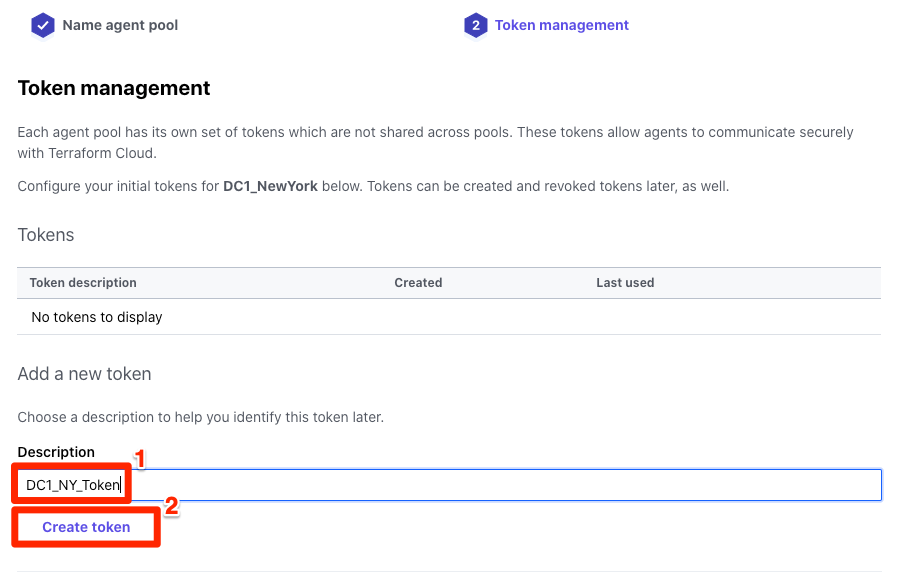 Name agent pool
2 Token management
Token management
Each agent pool has its own set of tokens which are not shared across pools. These tokens allow agents to communicate securely
with Terraform Cloud.
Configure your initial tokens for DC1_NewYork below. Tokens can be created and revoked tokens later, as well.
Tokens
Token description Created Last used
No tokens to display
Add a new token
Choose a description to help you identify this token later.
Description
1
DC1_NY_Token
2
Create token